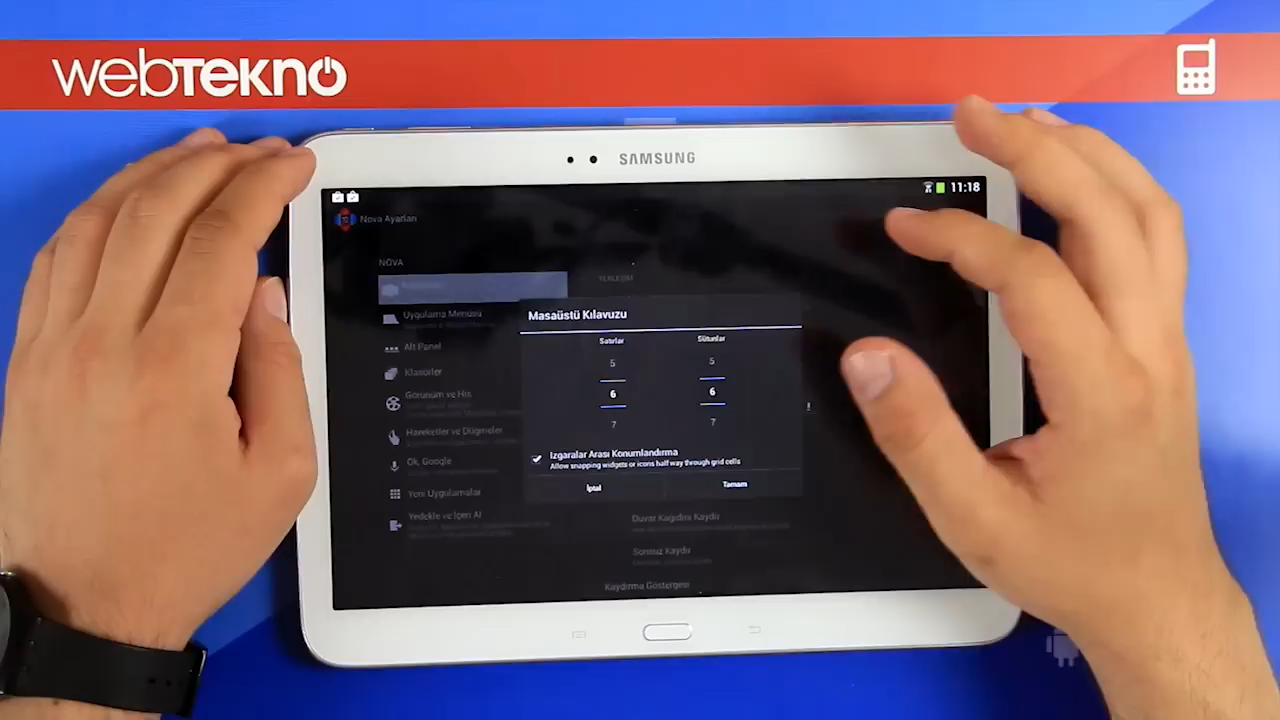 webTEKNO
SAMSUNG
11:18
Nova Ayarları
NOVA
YERLEŞİM
Uygulama Menüsü
Masaüstü Kılavuzu
Satırlar
Sütunlar
Alt Panel
5
5
Klasörler
6
6
Görünüm ve His
7
7
Hareketler ve Düğmeler
Izgaralar Arası Konumlandırma
Allow snapping widgets or icons half way through grid cells
Ok, Google
İptal
Tamam
Yeni Uygulamalar
Yedekle ve İçeri Al
Duvar Kağıdını Kaydır
Sonsuz Kaydır
Kaydırma Göstergesi